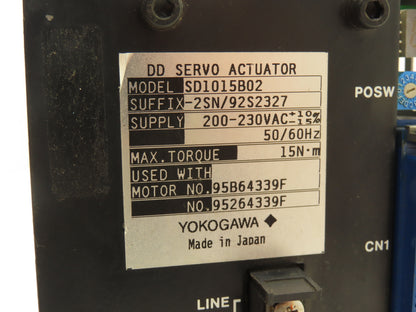 DD SERVO ACTUATOR
MODEL SD1015B02
SUFFIX-2SN/92S2327
SUPPLY 200-230VAC +10% -15%
50/60Hz
MAX.TORQUE 15N·m
USED WITH
MOTOR NO.95B64339F
NO.95264339F
YOKOGAWA ◆
Made in Japan
POSW
CN1
LINE